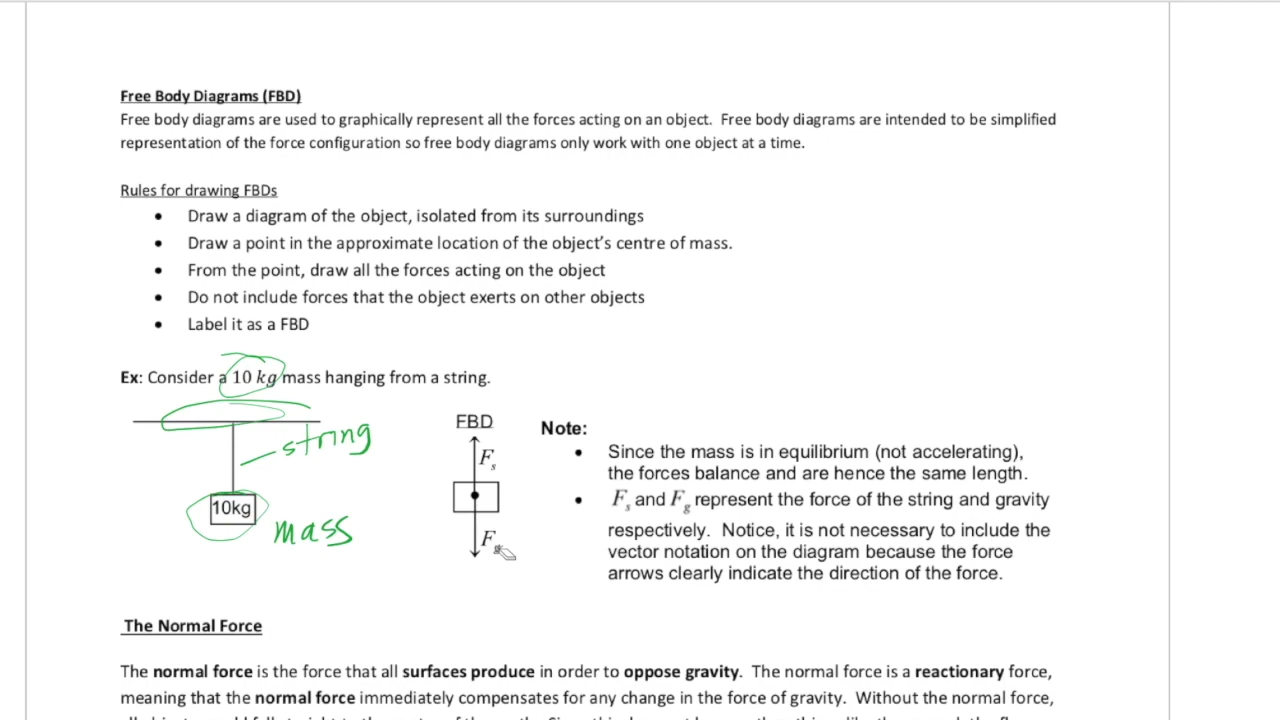 Free Body Diagrams (FBD)
Free body diagrams are used to graphically represent all the forces acting on an object. Free body diagrams are intended to be simplified
representation of the force configuration so free body diagrams only work with one object at a time.
Rules for drawing FBDs
• Draw a diagram of the object, isolated from its surroundings
• Draw a point in the approximate location of the object's centre of mass.
• From the point, draw all the forces acting on the object
• Do not include forces that the object exerts on other objects
• Label it as a FBD
Ex: Consider a 10 kg mass hanging from a string.
string
10kg
mass
FBD
F_s
F_g
Note:
• Since the mass is in equilibrium (not accelerating),
the forces balance and are hence the same length.
• F_s and F_g represent the force of the string and gravity
respectively. Notice, it is not necessary to include the
vector notation on the diagram because the force
arrows clearly indicate the direction of the force.
The Normal Force
The normal force is the force that all surfaces produce in order to oppose gravity. The normal force is a reactionary force,
meaning that the normal force immediately compensates for any change in the force of gravity. Without the normal force,